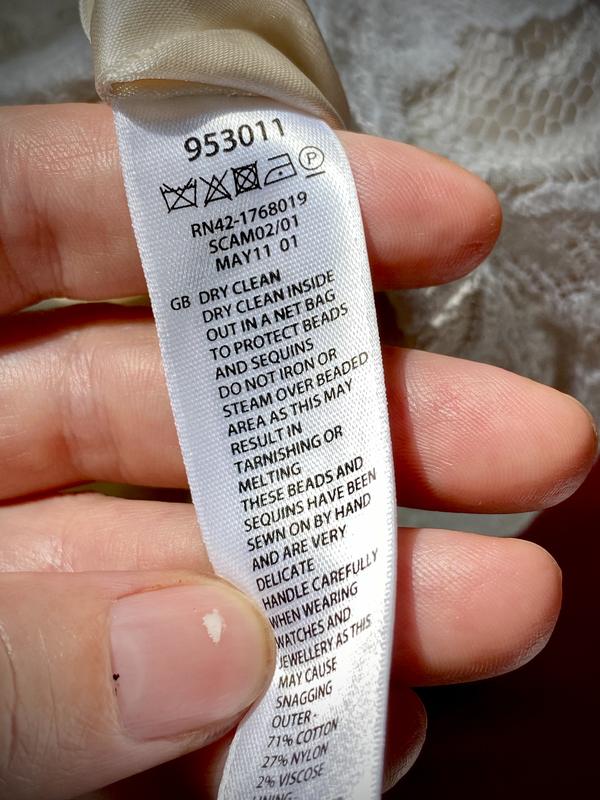 953011
P
RN42-1768019
SCAM02/01
MAY11 01
GB DRY CLEAN
DRY CLEAN INSIDE
OUT IN A NET BAG
TO PROTECT BEADS
AND SEQUINS
DO NOT IRON OR
STEAM OVER BEADED
AREA AS THIS MAY
RESULT IN
TARNISHING OR
MELTING
THESE BEADS AND
SEQUINS HAVE BEEN
SEWN ON BY HAND
AND ARE VERY
DELICATE
HANDLE CAREFULLY
WHEN WEARING
WATCHES AND
JEWELLERY AS THIS
MAY CAUSE
SNAGGING
OUTER-
71% COTTON
27% NYLON
2% VISCOSE
LINING-